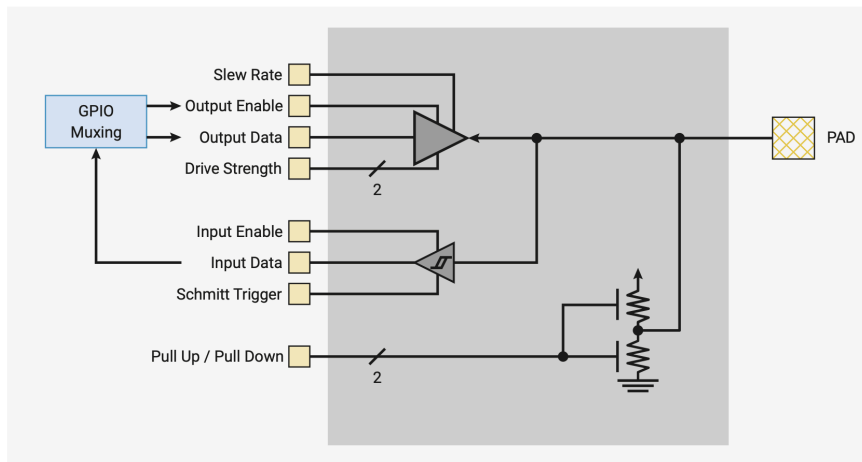 Slew Rate
GPIO
Muxing
Output Enable
Output Data
PAD
Drive Strength
2
Input Enable
Input Data
Schmitt Trigger
Pull Up / Pull Down
2